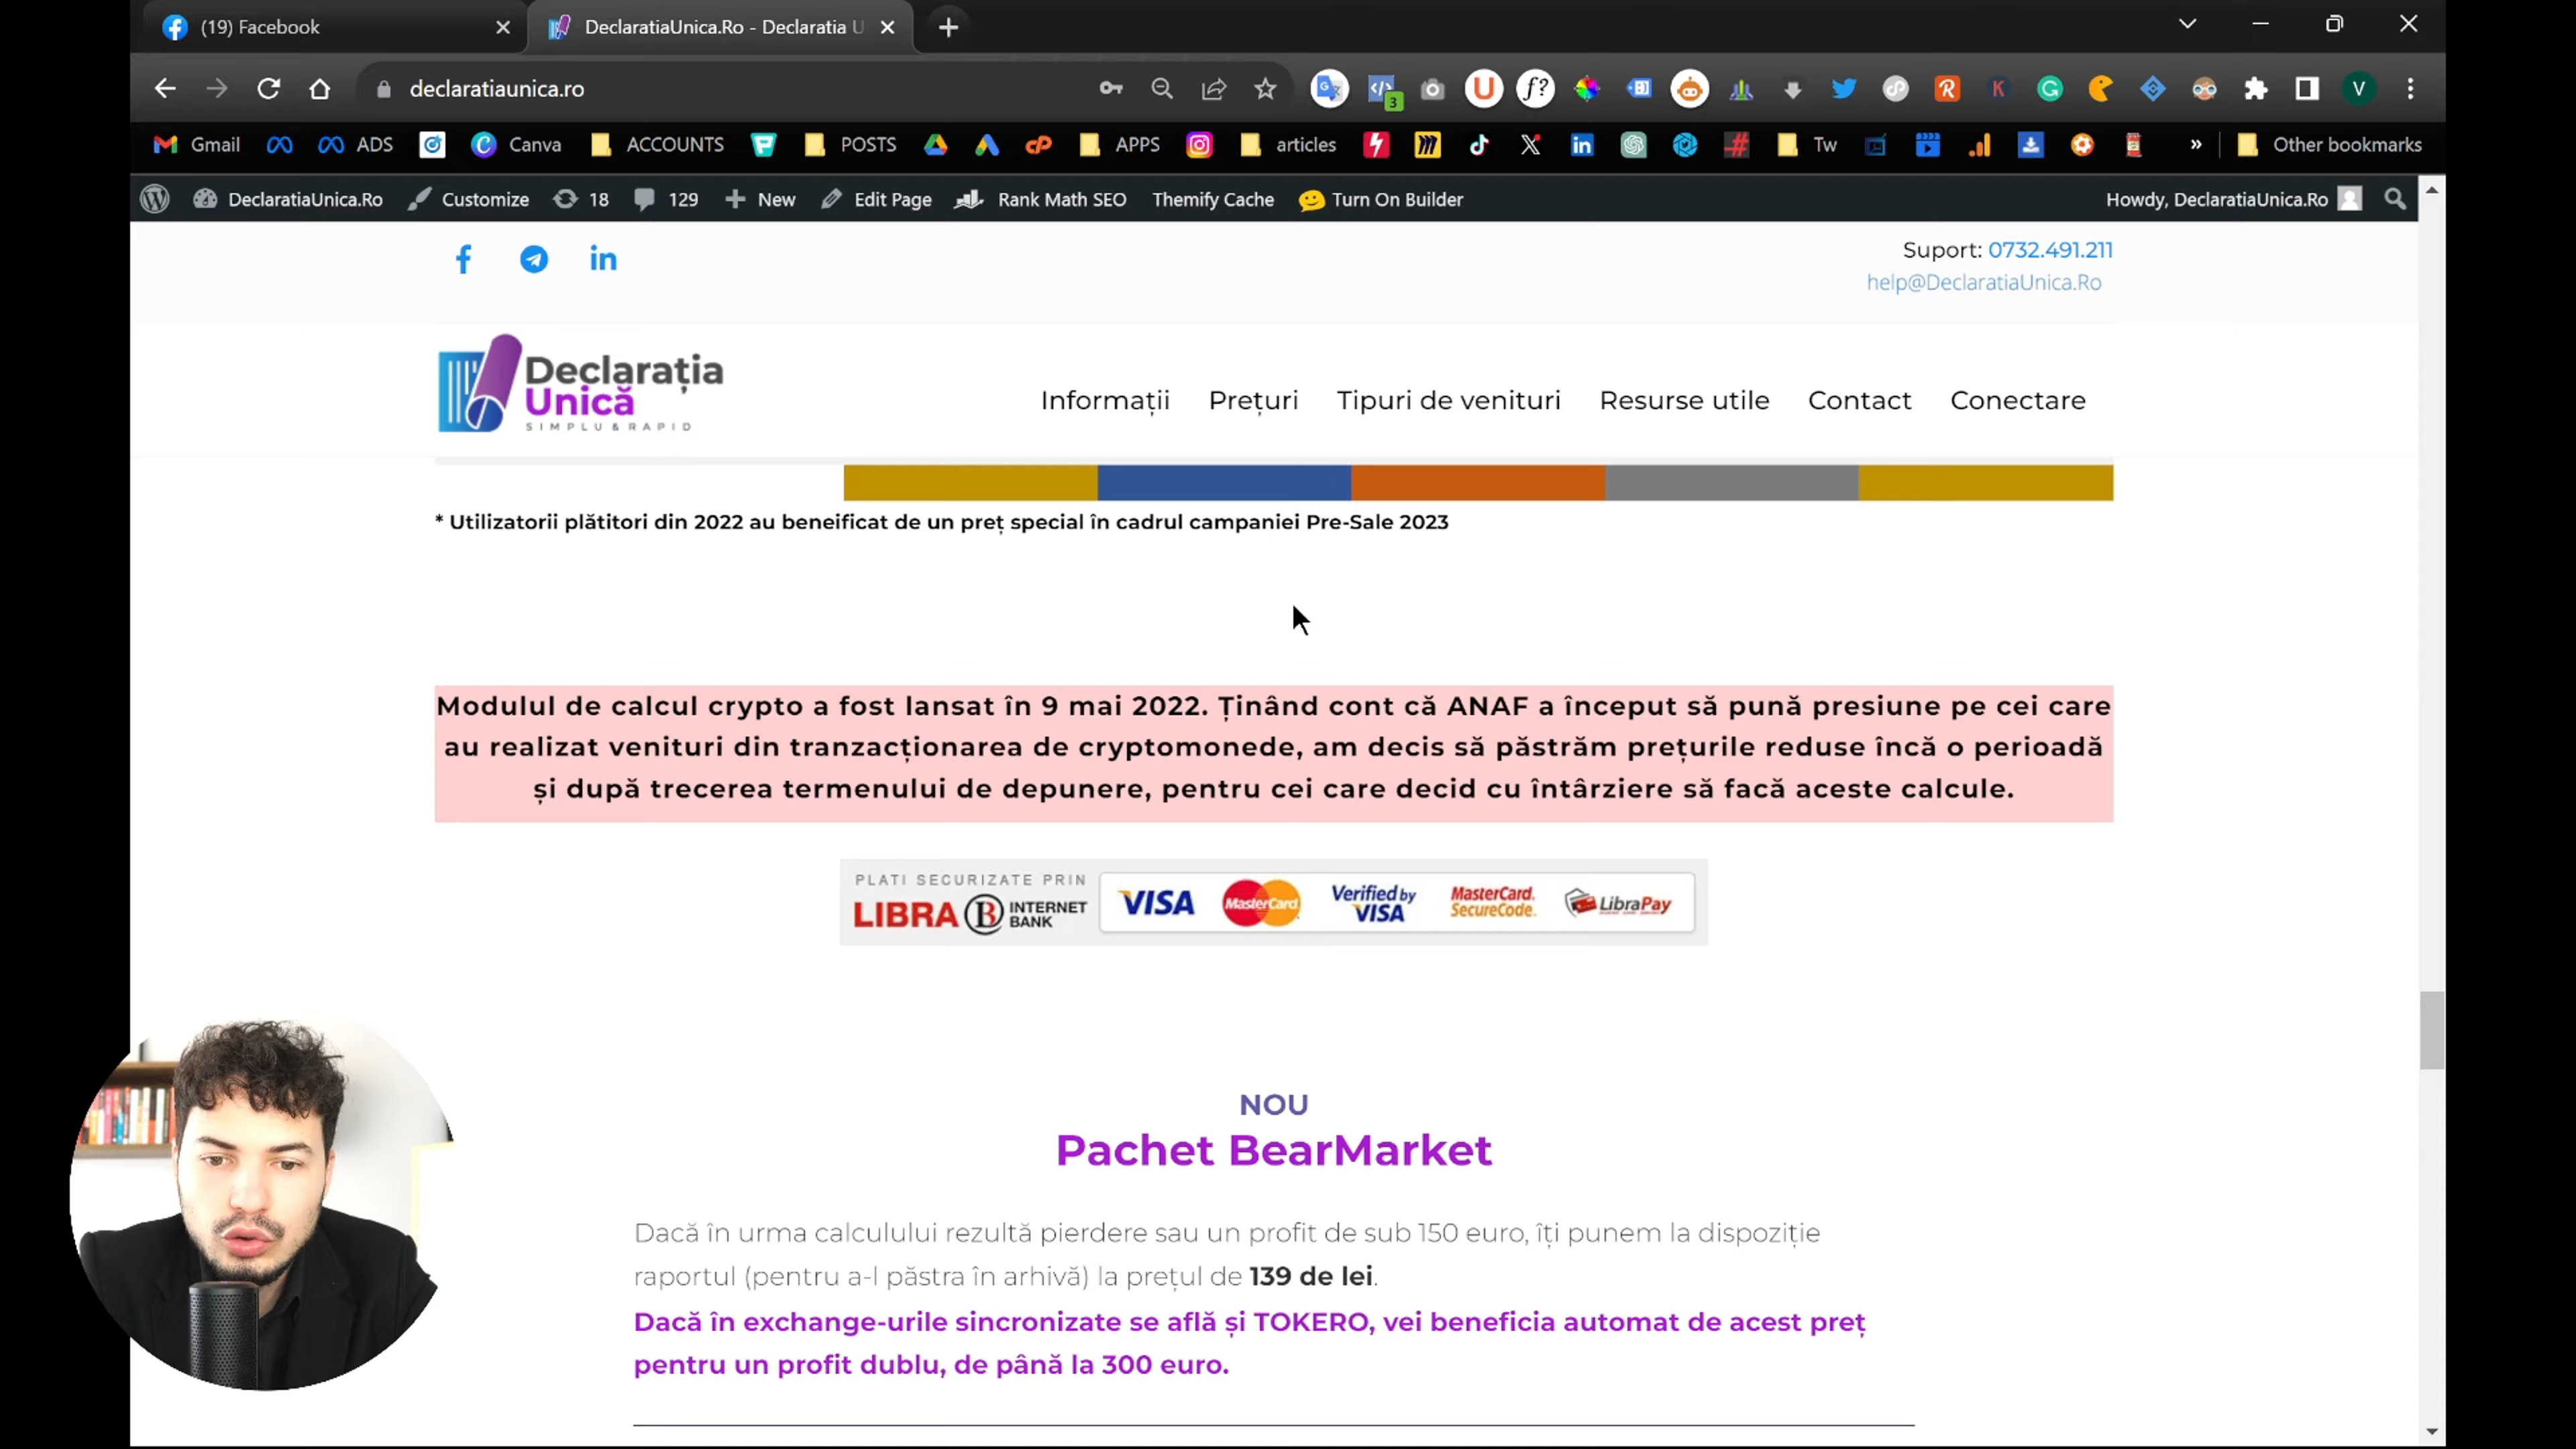 (19) Facebook
DeclaratiaUnica.Ro - Declaratia U
declaratiaunica.ro
3
V
Gmail
ADS
Canva
ACCOUNTS
POSTS
APPS
articles
Tw
»
Other bookmarks
DeclaratiaUnica.Ro
Customize
18
129
New
Edit Page
Rank Math SEO
Themify Cache
Turn On Builder
Howdy, DeclaratiaUnica.Ro
Suport: 0732.491.211
help@DeclaratiaUnica.Ro
Declarația
Unică
SIMPLU & RAPID
Informații
Prețuri
Tipuri de venituri
Resurse utile
Contact
Conectare
* Utilizatorii plătitori din 2022 au beneificat de un preț special în cadrul campaniei Pre-Sale 2023
Modulul de calcul crypto a fost lansat în 9 mai 2022. Ținând cont că ANAF a început să pună presiune pe cei care
au realizat venituri din tranzacționarea de cryptomonede, am decis să păstrăm prețurile reduse încă o perioadă
și după trecerea termenului de depunere, pentru cei care decid cu întârziere să facă aceste calcule.
PLATI SECURIZATE PRIN
LIBRA B INTERNET BANK
VISA
MasterCard
Verified by VISA
MasterCard. SecureCode.
LibraPay
NOU
Pachet BearMarket
Dacă în urma calculului rezultă pierdere sau un profit de sub 150 euro, îți punem la dispoziție
raportul (pentru a-l păstra în arhivă) la prețul de 139 de lei.
Dacă în exchange-urile sincronizate se află și TOKERO, vei beneficia automat de acest preț
pentru un profit dublu, de până la 300 euro.